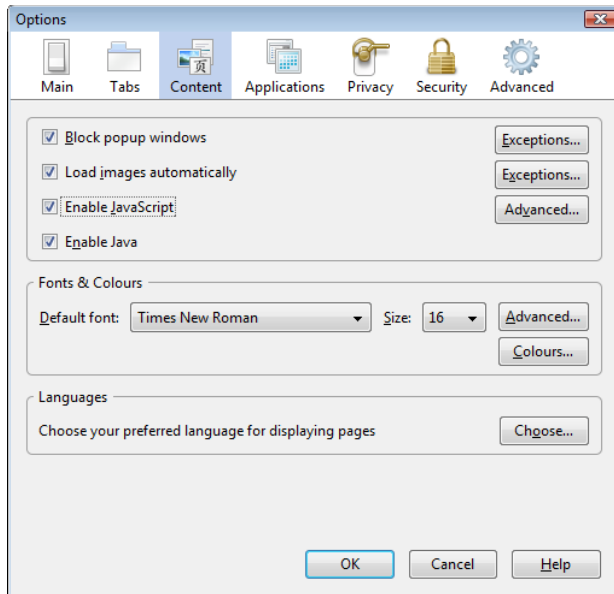 Options
Main Tabs Content Applications Privacy Security Advanced
页
Block popup windows Exceptions...
Load images automatically Exceptions...
Enable JavaScript Advanced...
Enable Java
Fonts & Colours
Default font: Times New Roman Size: 16 Advanced...
Colours...
Languages
Choose your preferred language for displaying pages Choose...
OK Cancel Help